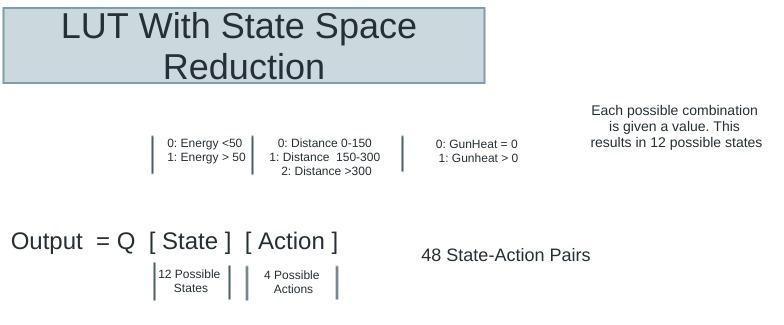 LUT With State Space
Reduction
Each possible combination
is given a value. This
results in 12 possible states
0: Energy <50
1: Energy > 50
0: Distance 0-150
1: Distance 150-300
2: Distance >300
0: GunHeat = 0
1: Gunheat > 0
Output = Q [ State ] [ Action ]
48 State-Action Pairs
12 Possible
States
4 Possible
Actions